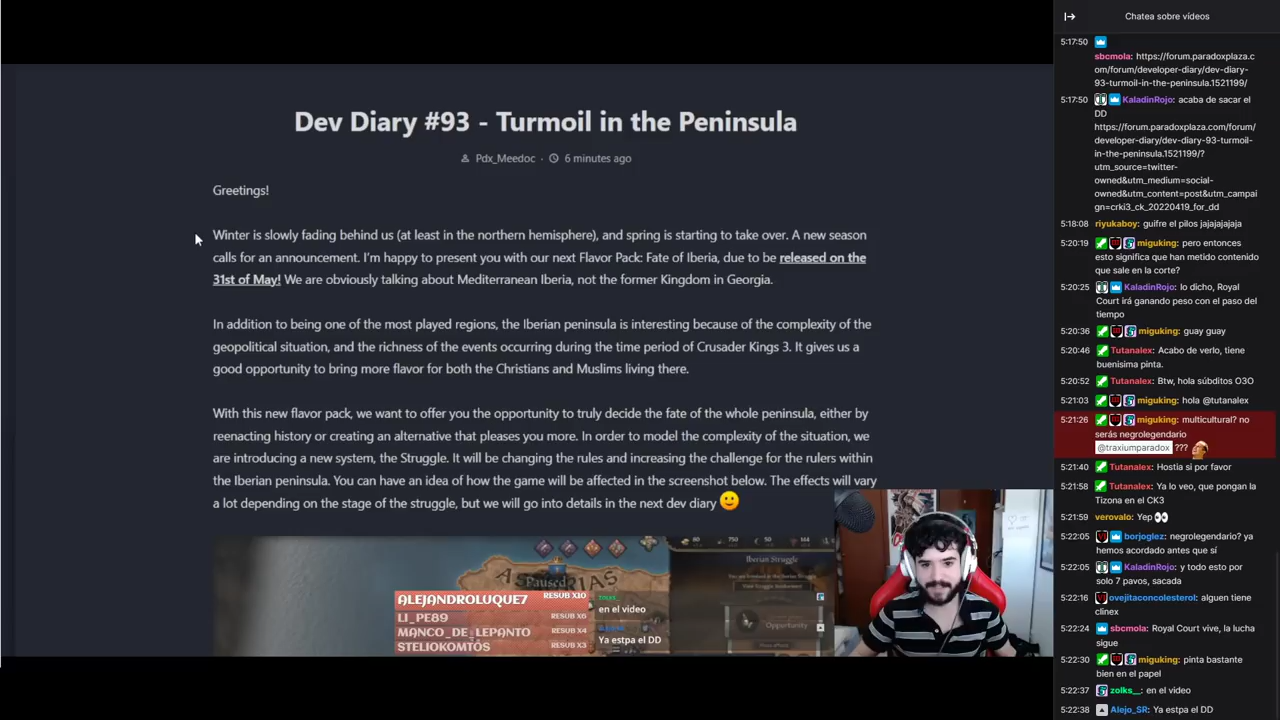 Dev Diary #93 - Turmoil in the Peninsula
Pdx_Meedoc · 6 minutes ago
Greetings!
Winter is slowly fading behind us (at least in the northern hemisphere), and spring is starting to take over. A new season
calls for an announcement. I'm happy to present you with our next Flavor Pack: Fate of Iberia, due to be released on the
31st of May! We are obviously talking about Mediterranean Iberia, not the former Kingdom in Georgia.
In addition to being one of the most played regions, the Iberian peninsula is interesting because of the complexity of the
geopolitical situation, and the richness of the events occurring during the time period of Crusader Kings 3. It gives us a
good opportunity to bring more flavor for both the Christians and Muslims living there.
With this new flavor pack, we want to offer you the opportunity to truly decide the fate of the whole peninsula, either by
reenacting history or creating an alternative that pleases you more. In order to model the complexity of the situation, we
are introducing a new system, the Struggle. It will be changing the rules and increasing the challenge for the rulers within
the Iberian peninsula. You can have an idea of how the game will be affected in the screenshot below. The effects will vary
a lot depending on the stage of the struggle, but we will go into details in the next dev diary
Paused
Iberian Struggle
Opportunity
ALEJANDROLUQUE7 RESUB X10
LI_PE89 RESUB X6
MANCO_DE_LEPANTO RESUB X4
STELIOKOMTOS RESUB X3
zolks_
en el video
Ya estpa el DD
Chatea sobre vídeos
5:17:50
sbcmola: https://forum.paradoxplaza.c
om/forum/developer-diary/dev-diary-
93-turmoil-in-the-peninsula.1521199/
5:17:50 KaladinRojo: acaba de sacar el
DD
https://forum.paradoxplaza.com/forum/
developer-diary/dev-diary-93-turmoil-
in-the-peninsula.1521199/?
utm_source=twitter-
owned&utm_medium=social-
owned&utm_content=post&utm_campai
gn=crki3_ck_20220419_for_dd
5:18:08 riyukaboy: guifre el pilos jajajajajaja
5:20:19 miguking: pero entonces
esto significa que han metido contenido
que sale en la corte?
5:20:25 KaladinRojo: lo dicho, Royal
Court irá ganando peso con el paso del
tiempo
5:20:36 miguking: guay guay
5:20:46 Tutanalex: Acabo de verlo, tiene
buenisima pinta.
5:20:52 Tutanalex: Btw, hola súbditos O3O
5:21:03 miguking: hola @tutanalex
5:21:26 miguking: multicultural? no
serás negrolegendario
@traxiumparadox ???
5:21:40 Tutanalex: Hostia si por favor
5:21:58 Tutanalex: Ya lo veo, que pongan la
Tizona en el CK3
5:21:59 verovalo: Yep
5:22:05 borjoglez: negrolegendario? ya
hemos acordado antes que sí
5:22:05 KaladinRojo: y todo esto por
solo 7 pavos, sacada
5:22:16 ovejitaconcolesterol: alguen tiene
clinex
5:22:24 sbcmola: Royal Court vive, la lucha
sigue
5:22:30 miguking: pinta bastante
bien en el papel
5:22:37 zolks__: en el video
5:22:38 Alejo_SR: Ya estpa el DD